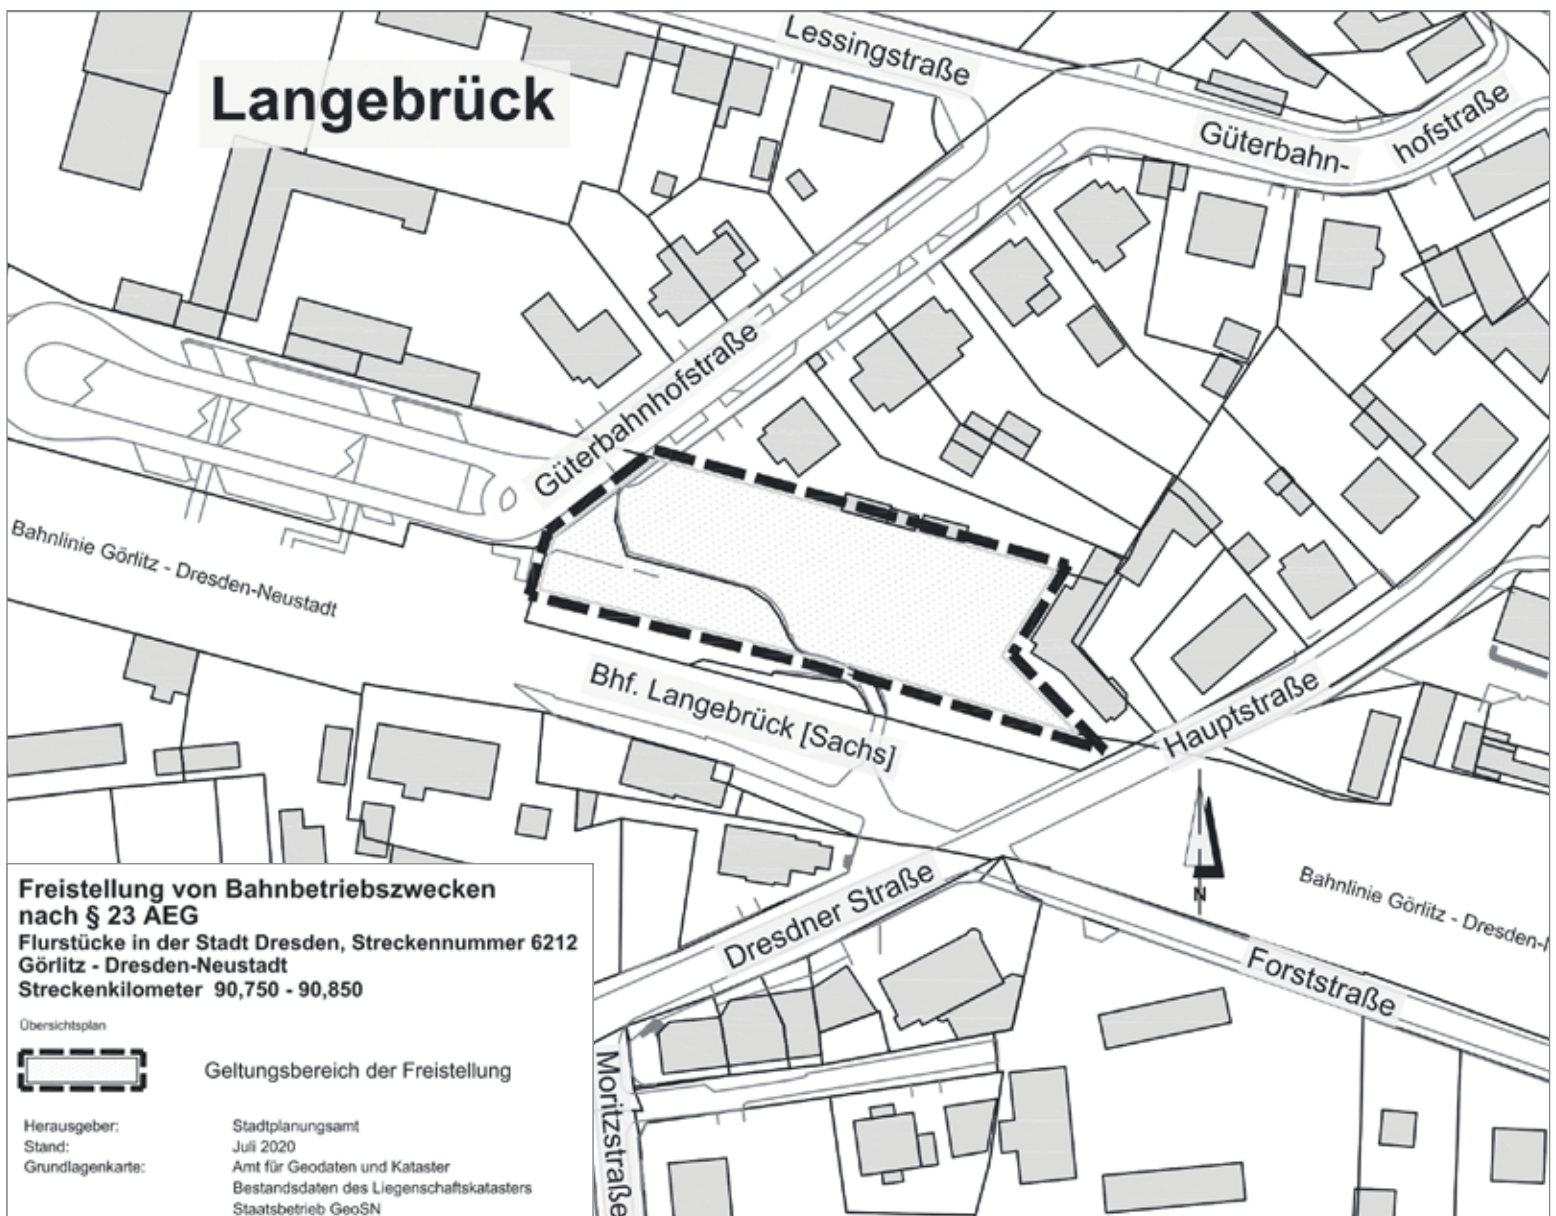 Lessingstraße
Langebrück
Güterbahn-
hofstraße
Güterbahnhofstraße
Bahnlinie Görlitz - Dresden-Neustadt
Bhf. Langebrück [Sachs]
Hauptstraße
N
Dresdner Straße
Bahnlinie Görlitz - Dresden-N
Forststraße
Moritzstraße
Freistellung von Bahnbetriebszwecken
nach § 23 AEG
Flurstücke in der Stadt Dresden, Streckennummer 6212
Görlitz - Dresden-Neustadt
Streckenkilometer 90,750 - 90,850
Übersichtsplan
Geltungsbereich der Freistellung
Herausgeber: Stadtplanungsamt
Stand: Juli 2020
Grundlagenkarte: Amt für Geodaten und Kataster
Bestandsdaten des Liegenschaftskatasters
Staatsbetrieb GeoSN